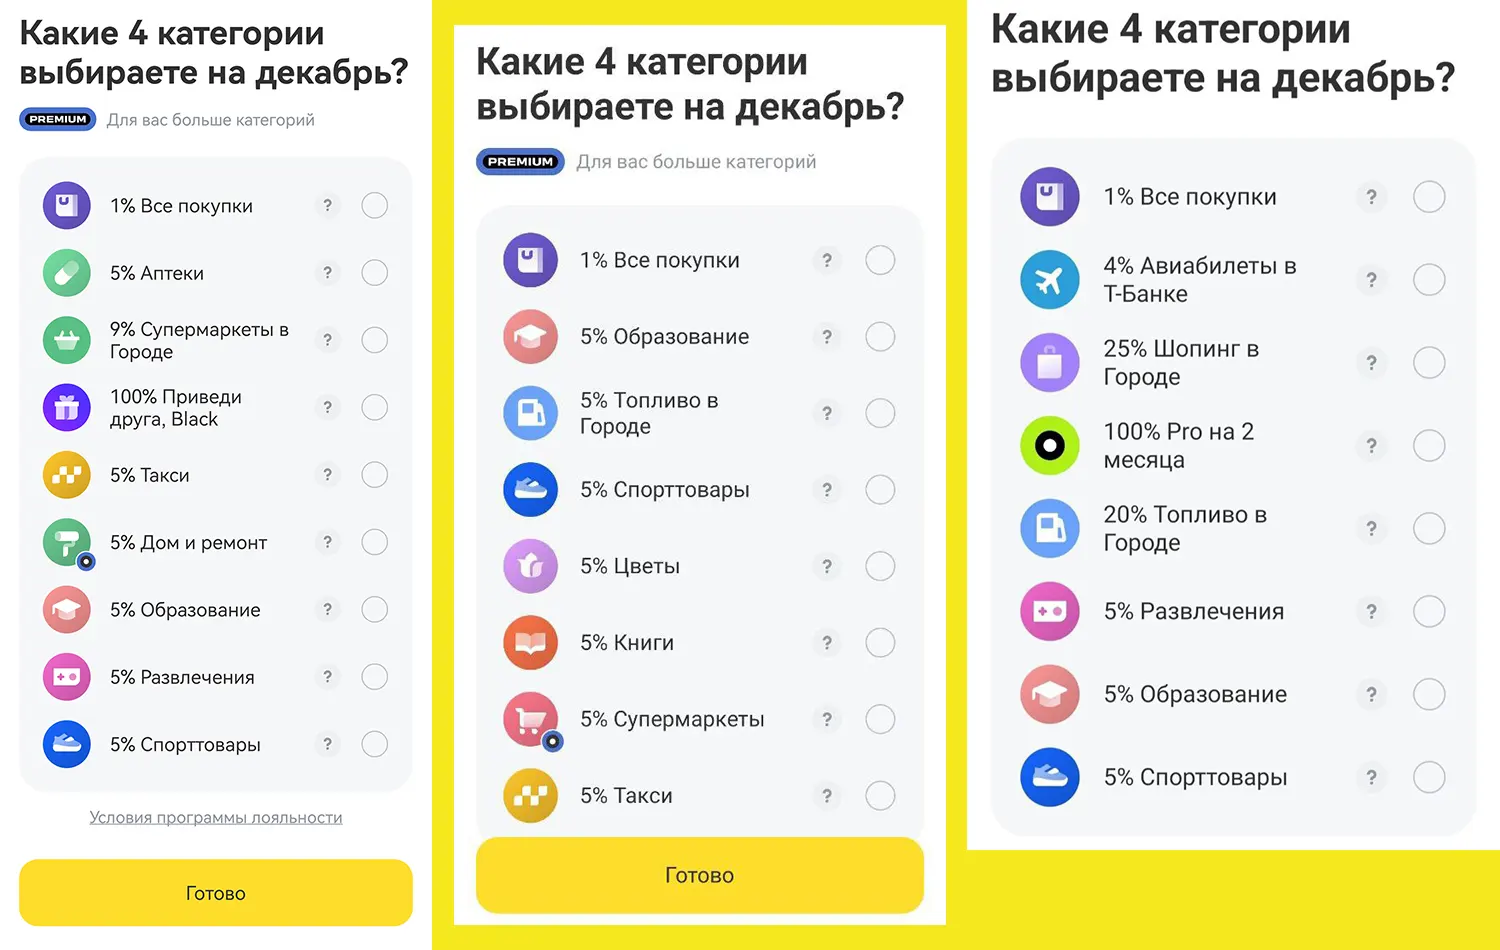 Какие 4 категории
выбираете на декабрь?
PREMIUM Для вас больше категорий
1% Все покупки ?
5% Аптеки ?
9% Супермаркеты в
Городе ?
100% Приведи
друга, Black ?
5% Такси ?
5% Дом и ремонт ?
5% Образование ?
5% Развлечения ?
5% Спорттовары ?
Условия программы лояльности
Готово
Какие 4 категории
выбираете на декабрь?
PREMIUM Для вас больше категорий
1% Все покупки ?
5% Образование ?
5% Топливо в
Городе ?
5% Спорттовары ?
5% Цветы ?
5% Книги ?
5% Супермаркеты ?
5% Такси ?
Готово
Какие 4 категории
выбираете на декабрь?
1% Все покупки ?
4% Авиабилеты в
Т-Банке ?
25% Шопинг в
Городе ?
100% Pro на 2
месяца ?
20% Топливо в
Городе ?
5% Развлечения ?
5% Образование ?
5% Спорттовары ?